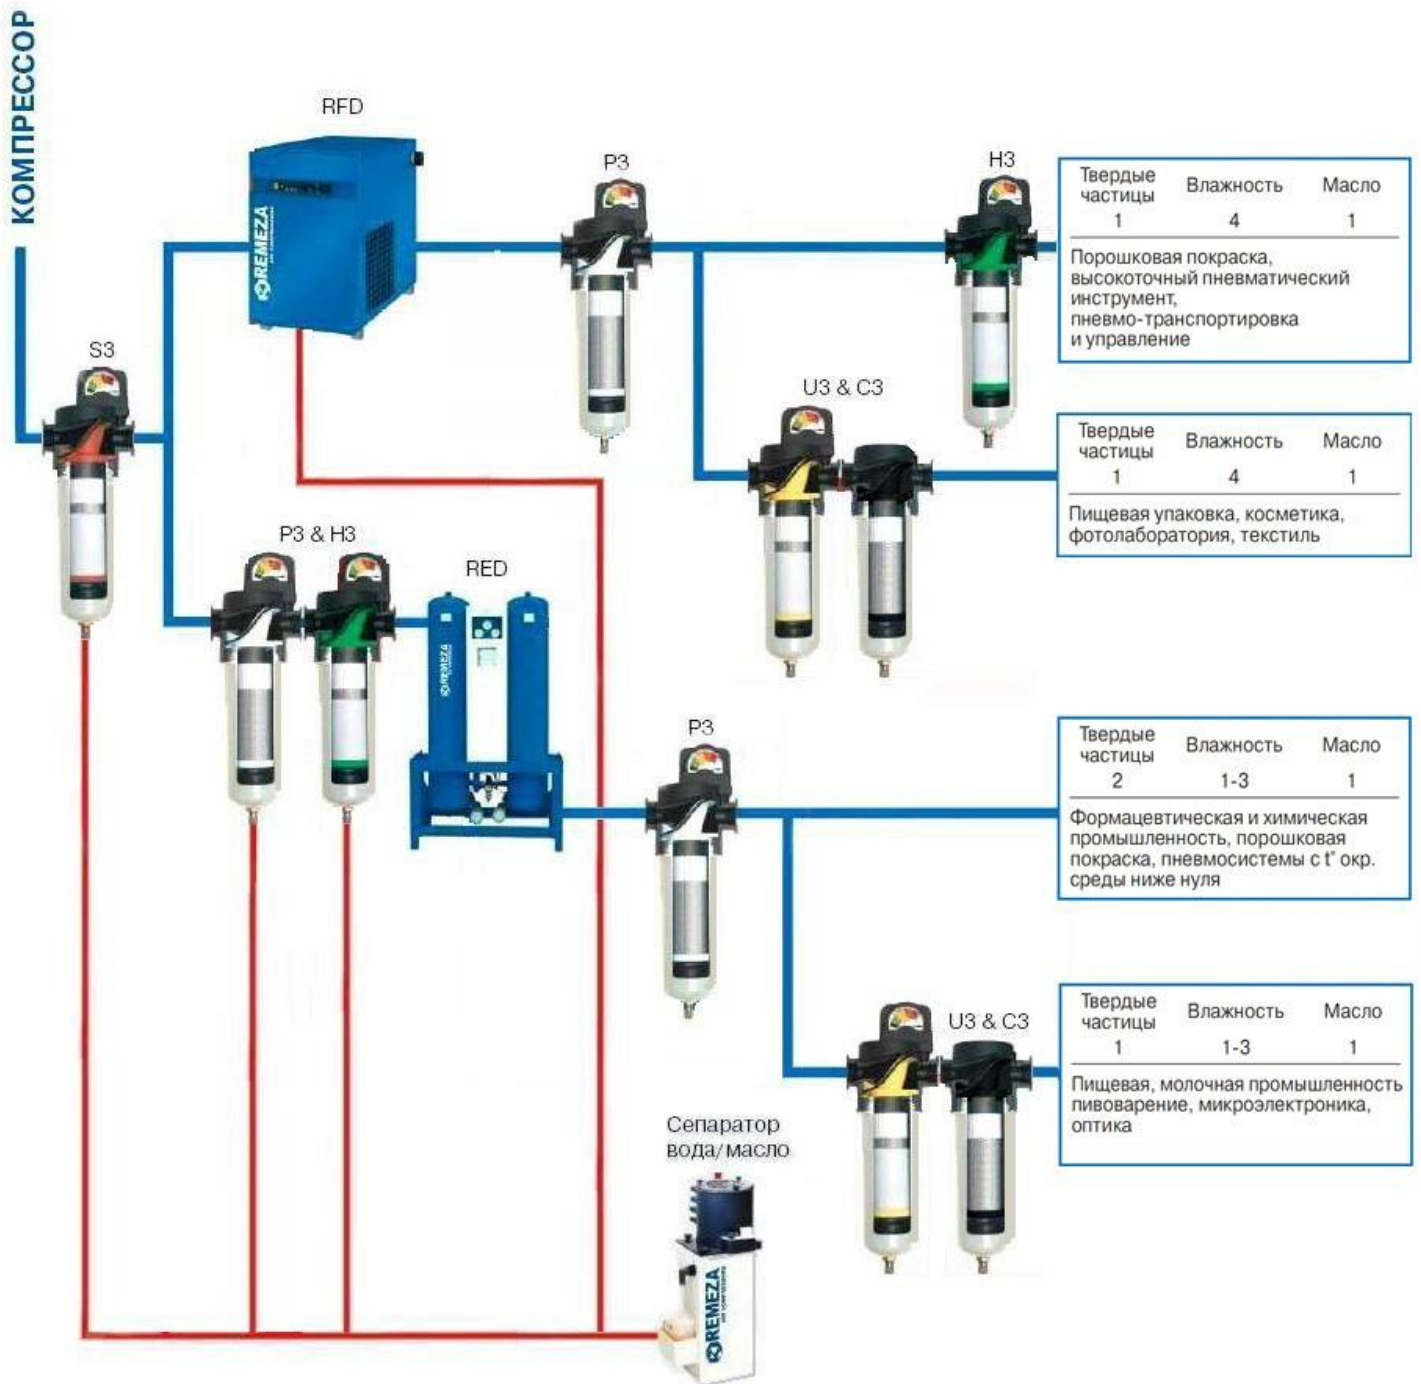 КОМПРЕССОР
RFD
REMEZA
P3
H3
Твердые частицы Влажность Масло
1 4 1
Порошковая покраска,
высокоточный пневматический
инструмент,
пневмо-транспортировка
и управление
S3
U3 & C3
Твердые частицы Влажность Масло
1 4 1
Пищевая упаковка, косметика,
фотолаборатория, текстиль
P3 & H3
RED
REMEZA
P3
Твердые частицы Влажность Масло
2 1-3 1
Формацевтическая и химическая
промышленность, порошковая
покраска, пневмосистемы с t° окр.
среды ниже нуля
U3 & C3
Твердые частицы Влажность Масло
1 1-3 1
Пищевая, молочная промышленность
пивоварение, микроэлектроника,
оптика
Сепаратор
вода/масло
REMEZA
AIR COMPRESSORS